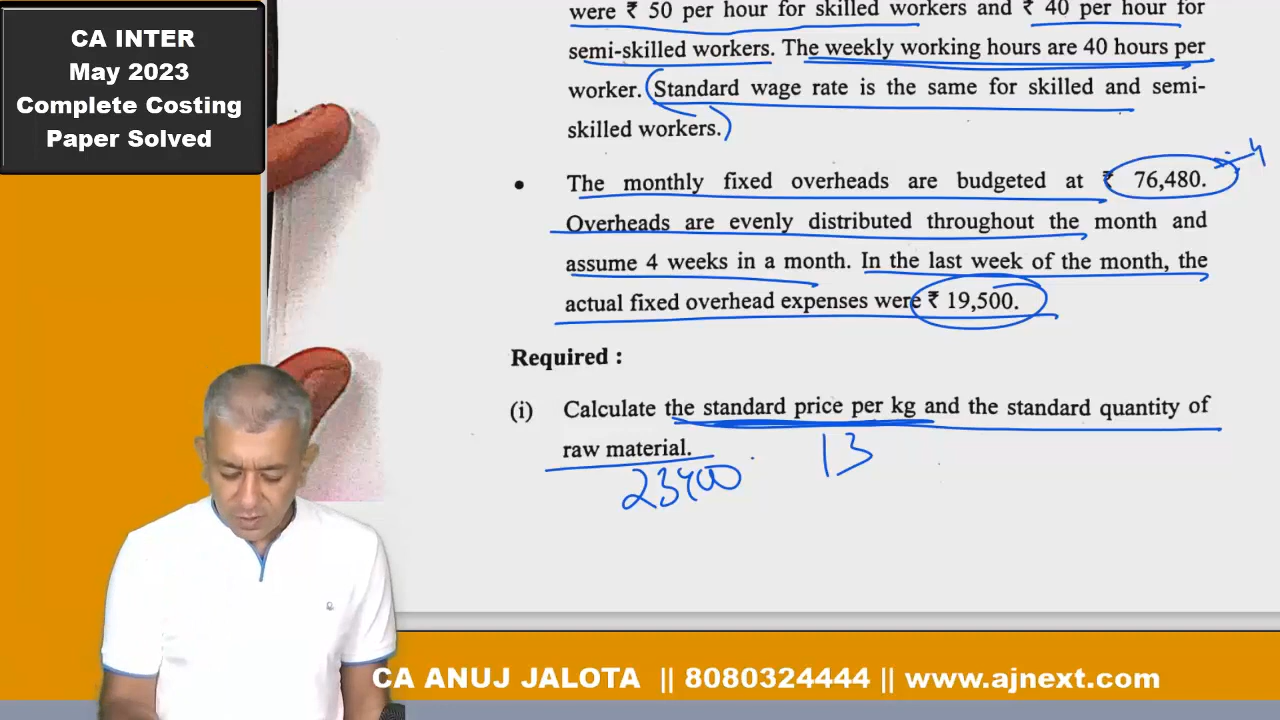 CA INTER
May 2023
Complete Costing
Paper Solved
were ₹ 50 per hour for skilled workers and ₹ 40 per hour for
semi-skilled workers. The weekly working hours are 40 hours per
worker. Standard wage rate is the same for skilled and semi-
skilled workers.
• The monthly fixed overheads are budgeted at ₹ 76,480.
4
Overheads are evenly distributed throughout the month and
assume 4 weeks in a month. In the last week of the month, the
actual fixed overhead expenses were ₹ 19,500.
Required :
(i) Calculate the standard price per kg and the standard quantity of
raw material.
23400 13
CA ANUJ JALOTA || 8080324444 || www.ajnext.com